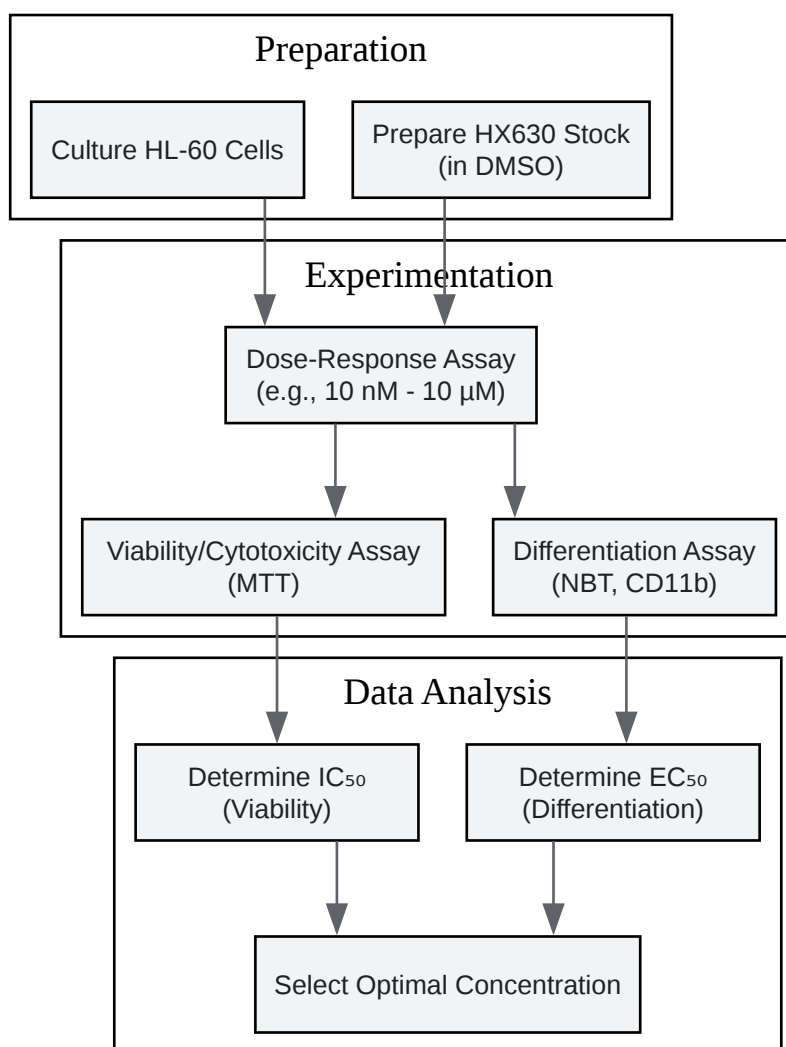 Preparation
Culture HL-60 Cells
Prepare HX630 Stock
(in DMSO)
Experimentation
Dose-Response Assay
(e.g., 10 nM - 10 µM)
Viability/Cytotoxicity Assay
(MTT)
Differentiation Assay
(NBT, CD11b)
Data Analysis
Determine IC₅₀
(Viability)
Determine EC₅₀
(Differentiation)
Select Optimal Concentration